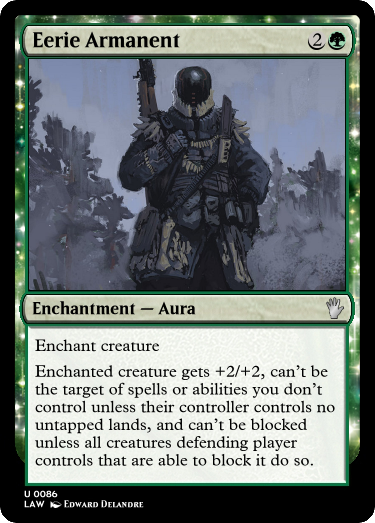 Eerie Armanent 2
Enchantment — Aura
Enchant creature
Enchanted creature gets +2/+2, can't be
the target of spells or abilities you don't
control unless their controller controls no
untapped lands, and can't be blocked
unless all creatures defending player
controls that are able to block it do so.
U 0086
LAW Edward Delandre